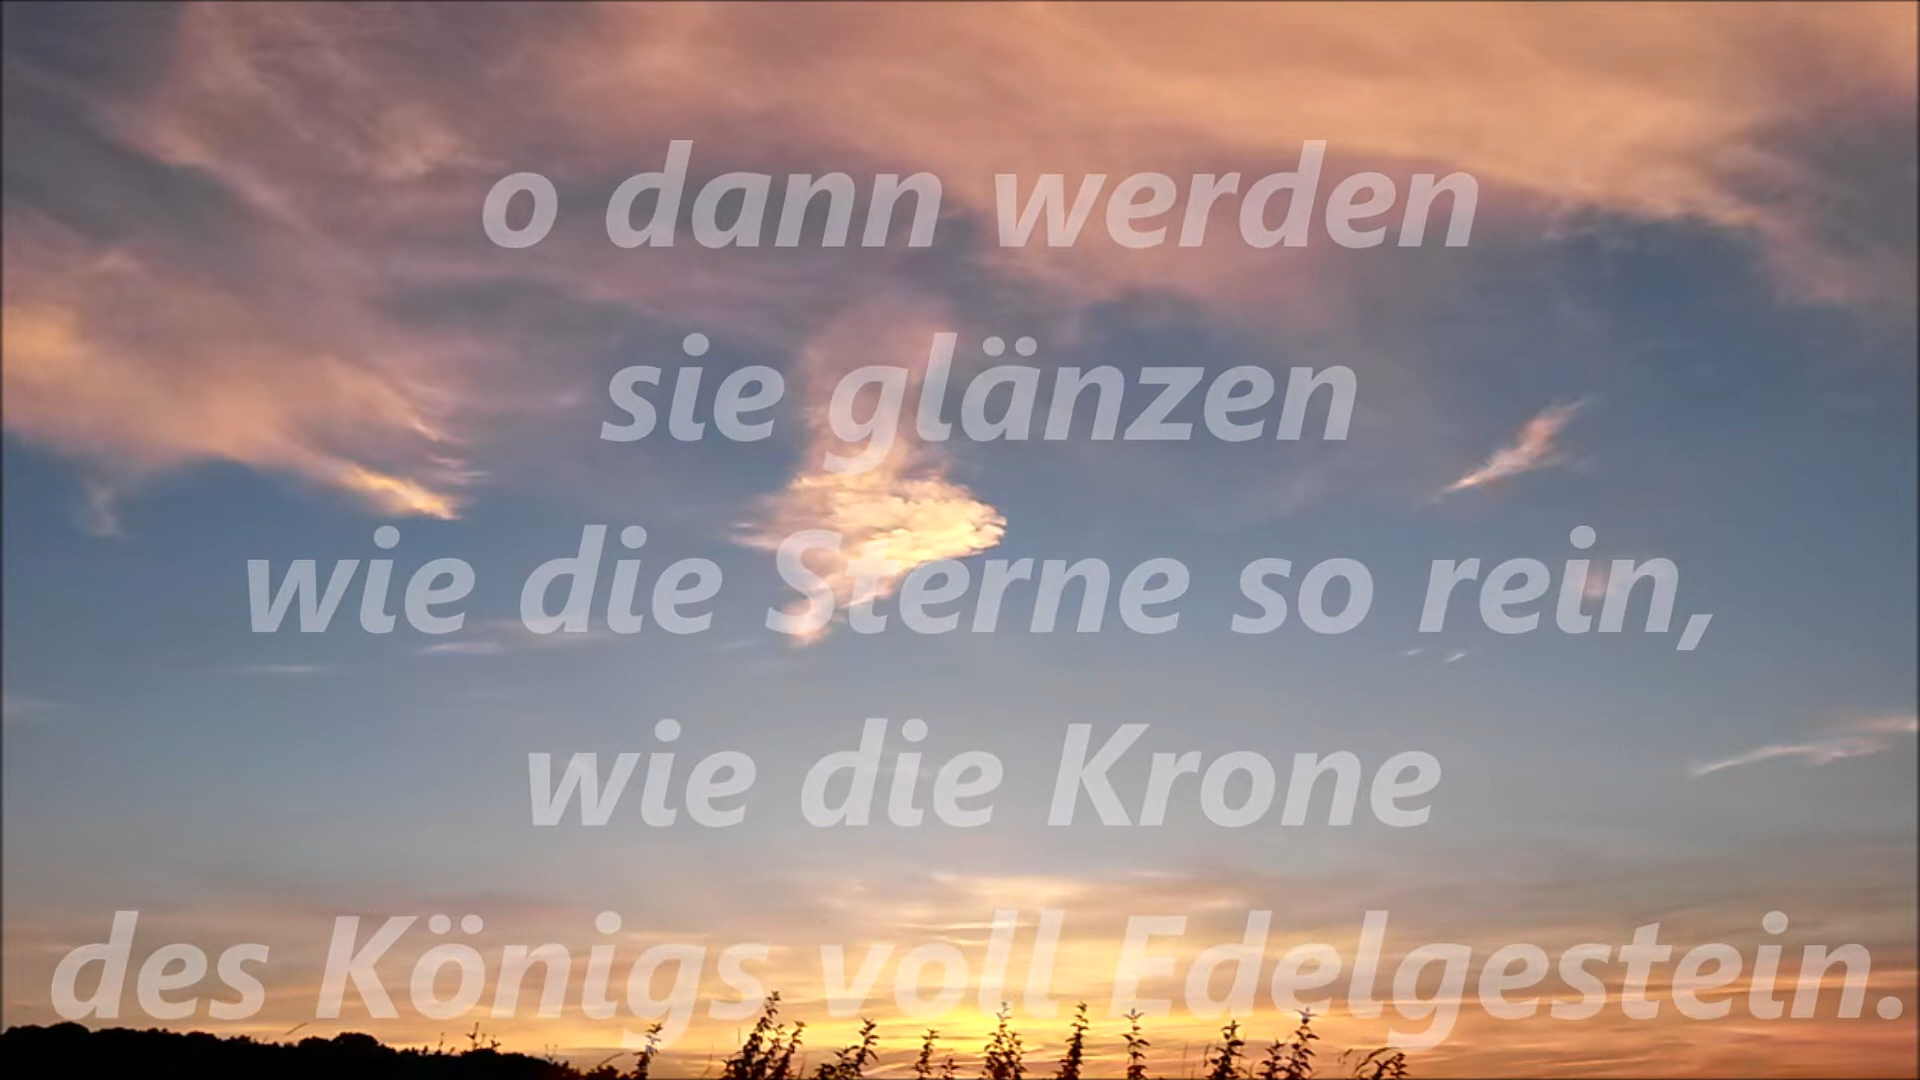 o dann werden
sie glänzen
wie die Sterne so rein,
wie die Krone
des Königs voll Edelgestein.